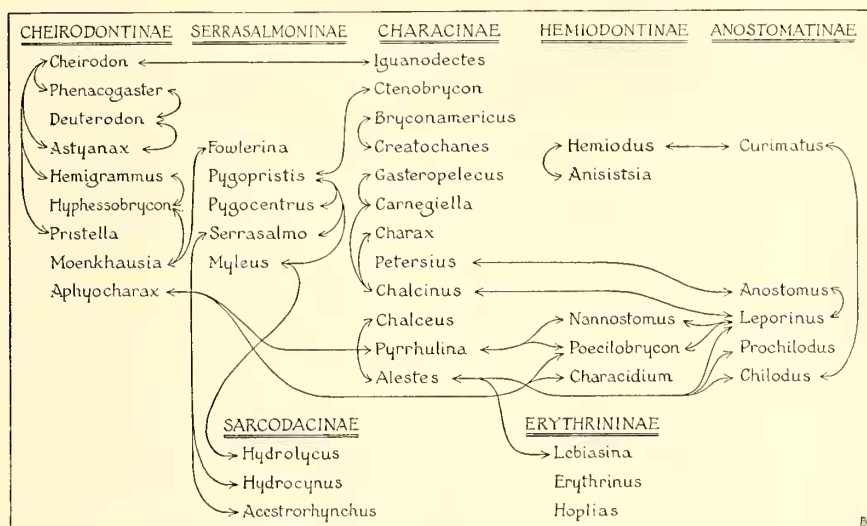 CHEIRODONTINAE SERRASALMONINAE CHARACINAE HEMIODONTINAE ANOSTOMATINAE
Cheirodon Iguanodectes
Phenacogaster Ctenobrycon
Deuterodon Bryconamericus
Astyanax Fowlerina Creatochanes Hemiodus Curimatus
Hemigrammus Pygopristis Gasteropelecus Anisistsia
Hyphessobrycon Pygocentrus Carnegiella
Pristella Serrasalmo Charax
Moenkhausia Myleus Petersius
Aphyocharax Chalcinus Anostomus
Chalceus Nannostomus Leporinus
Pyrrhulina Poecilobrycon Prochilodus
Alestes Characidium Chilodus
SARCODACINAE ERYTHRININAE
Hydrolycus Lebiasina
Hydrocynus Erythrinus
Acestrorhynchus Hoplias